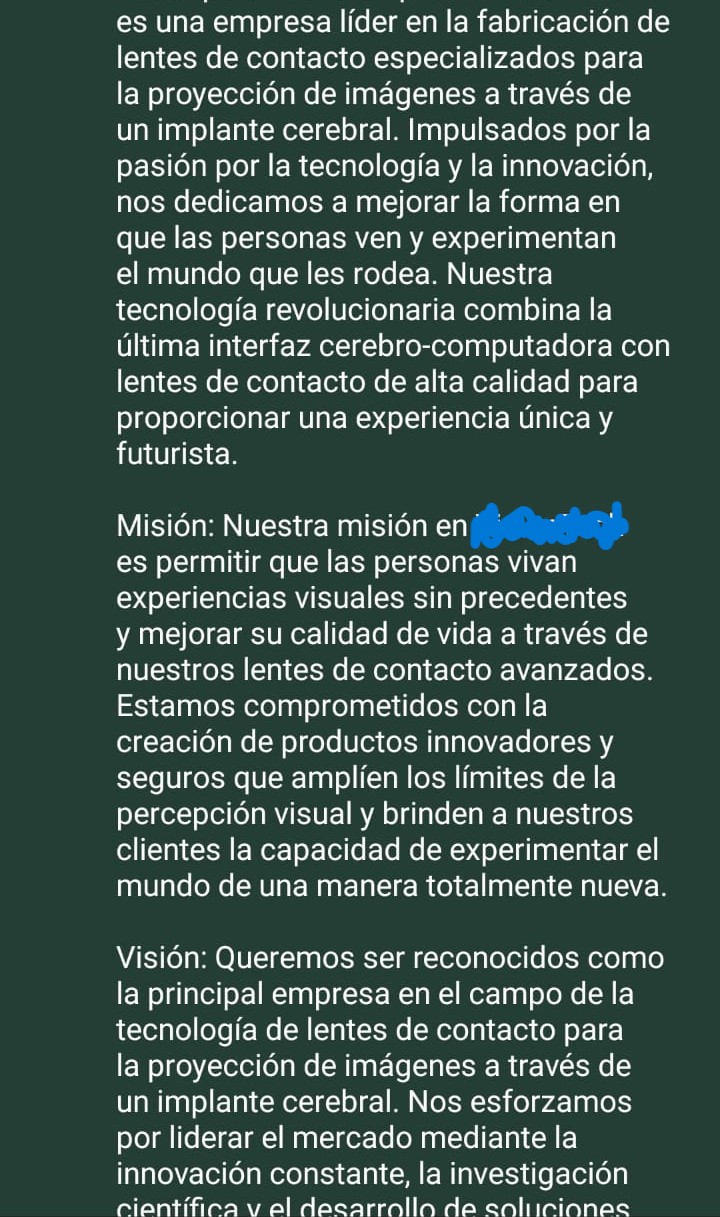 es una empresa líder en la fabricación de
lentes de contacto especializados para
la proyección de imágenes a través de
un implante cerebral. Impulsados por la
pasión por la tecnología y la innovación,
nos dedicamos a mejorar la forma en
que las personas ven y experimentan
el mundo que les rodea. Nuestra
tecnología revolucionaria combina la
última interfaz cerebro-computadora con
lentes de contacto de alta calidad para
proporcionar una experiencia única y
futurista.
Misión: Nuestra misión en
es permitir que las personas vivan
experiencias visuales sin precedentes
y mejorar su calidad de vida a través de
nuestros lentes de contacto avanzados.
Estamos comprometidos con la
creación de productos innovadores y
seguros que amplíen los límites de la
percepción visual y brinden a nuestros
clientes la capacidad de experimentar el
mundo de una manera totalmente nueva.
Visión: Queremos ser reconocidos como
la principal empresa en el campo de la
tecnología de lentes de contacto para
la proyección de imágenes a través de
un implante cerebral. Nos esforzamos
por liderar el mercado mediante la
innovación constante, la investigación
científica y el desarrollo de soluciones